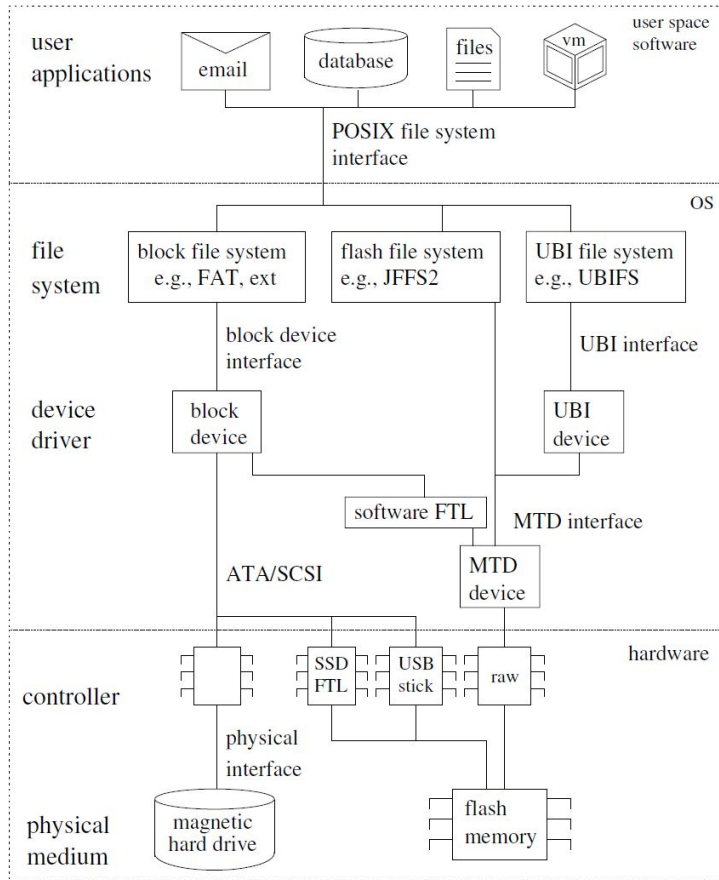 user
applications
email
database
files
vm
user space
software
POSIX file system
interface
OS
file
system
block file system
e.g., FAT, ext
flash file system
e.g., JFFS2
UBI file system
e.g., UBIFS
block device
interface
UBI interface
device
driver
block
device
UBI
device
software FTL
MTD interface
ATA/SCSI
MTD
device
hardware
controller
SSD
FTL
USB
stick
raw
physical
interface
physical
medium
magnetic
hard drive
flash
memory